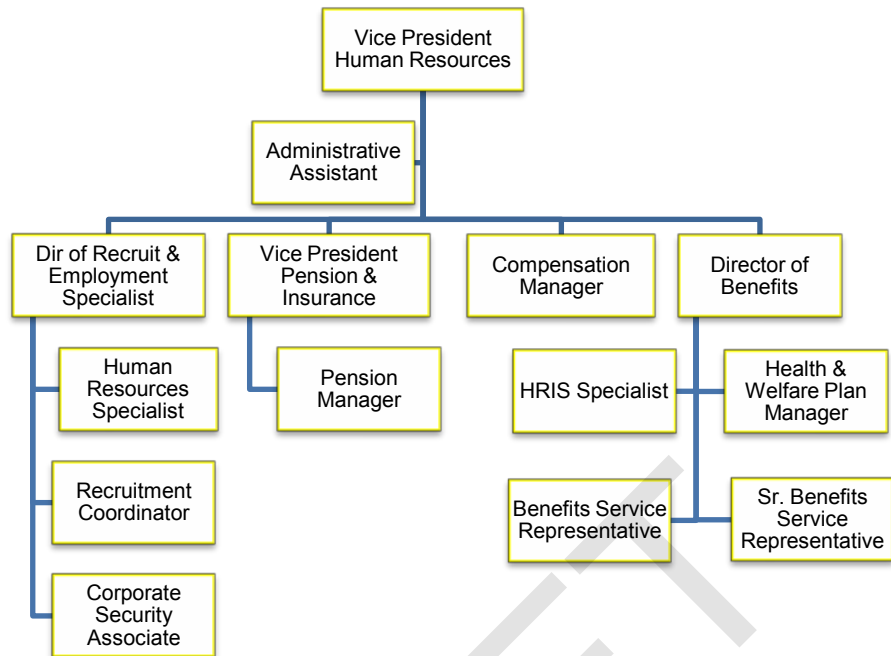 Vice President
Human Resources
Administrative
Assistant
Dir of Recruit &
Employment
Specialist
Vice President
Pension &
Insurance
Compensation
Manager
Director of
Benefits
Human
Resources
Specialist
Pension
Manager
HRIS Specialist
Health &
Welfare Plan
Manager
Recruitment
Coordinator
Benefits Service
Representative
Sr. Benefits
Service
Representative
Corporate
Security
Associate